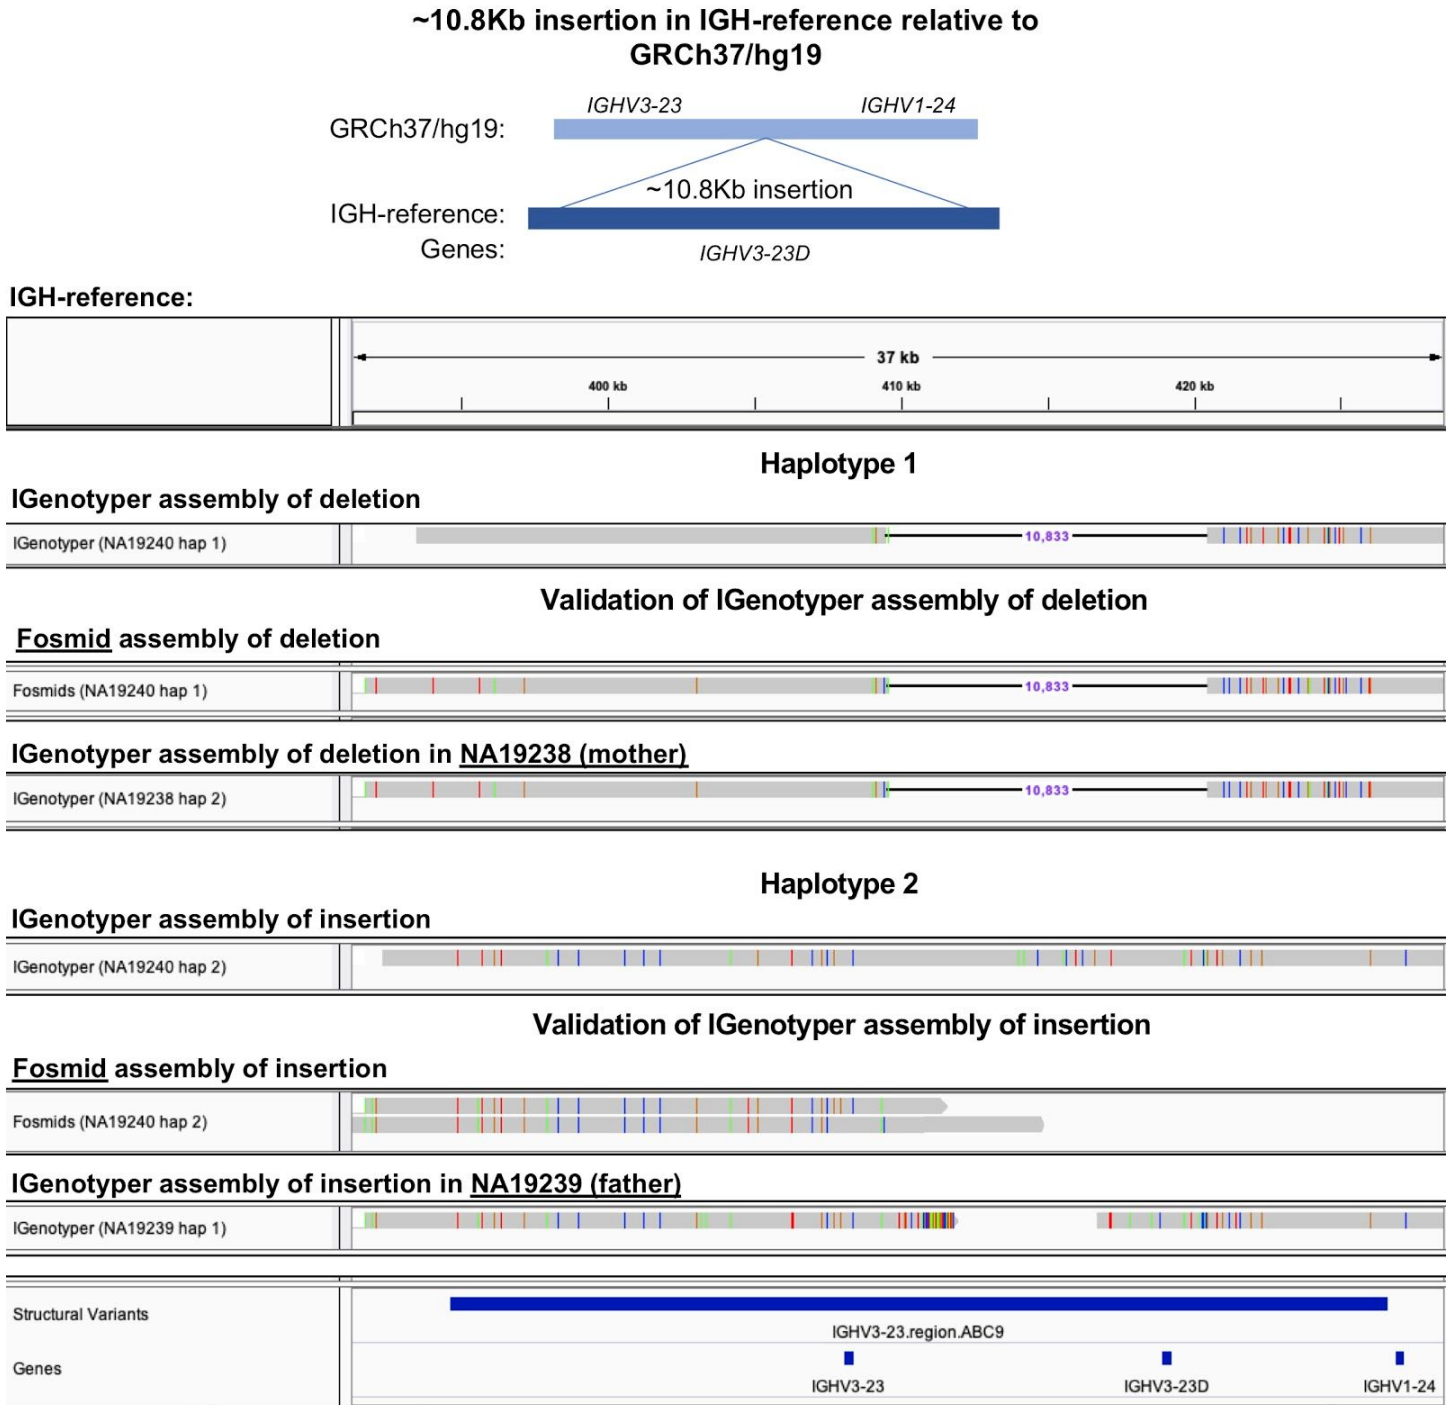 ~10.8Kb insertion in IGH-reference relative to
GRCh37/hg19
IGHV3-23 IGHV1-24
GRCh37/hg19:
~10.8Kb insertion
IGH-reference:
Genes: IGHV3-23D
IGH-reference:
37 kb
400 kb 410 kb 420 kb
Haplotype 1
IGenotyper assembly of deletion
IGenotyper (NA19240 hap 1) 10,833
Validation of IGenotyper assembly of deletion
Fosmid assembly of deletion
Fosmids (NA19240 hap 1) 10,833
IGenotyper assembly of deletion in NA19238 (mother)
IGenotyper (NA19238 hap 2) 10,833
Haplotype 2
IGenotyper assembly of insertion
IGenotyper (NA19240 hap 2)
Validation of IGenotyper assembly of insertion
Fosmid assembly of insertion
Fosmids (NA19240 hap 2)
IGenotyper assembly of insertion in NA19239 (father)
IGenotyper (NA19239 hap 1)
Structural Variants
IGHV3-23.region.ABC9
Genes
IGHV3-23 IGHV3-23D IGHV1-24